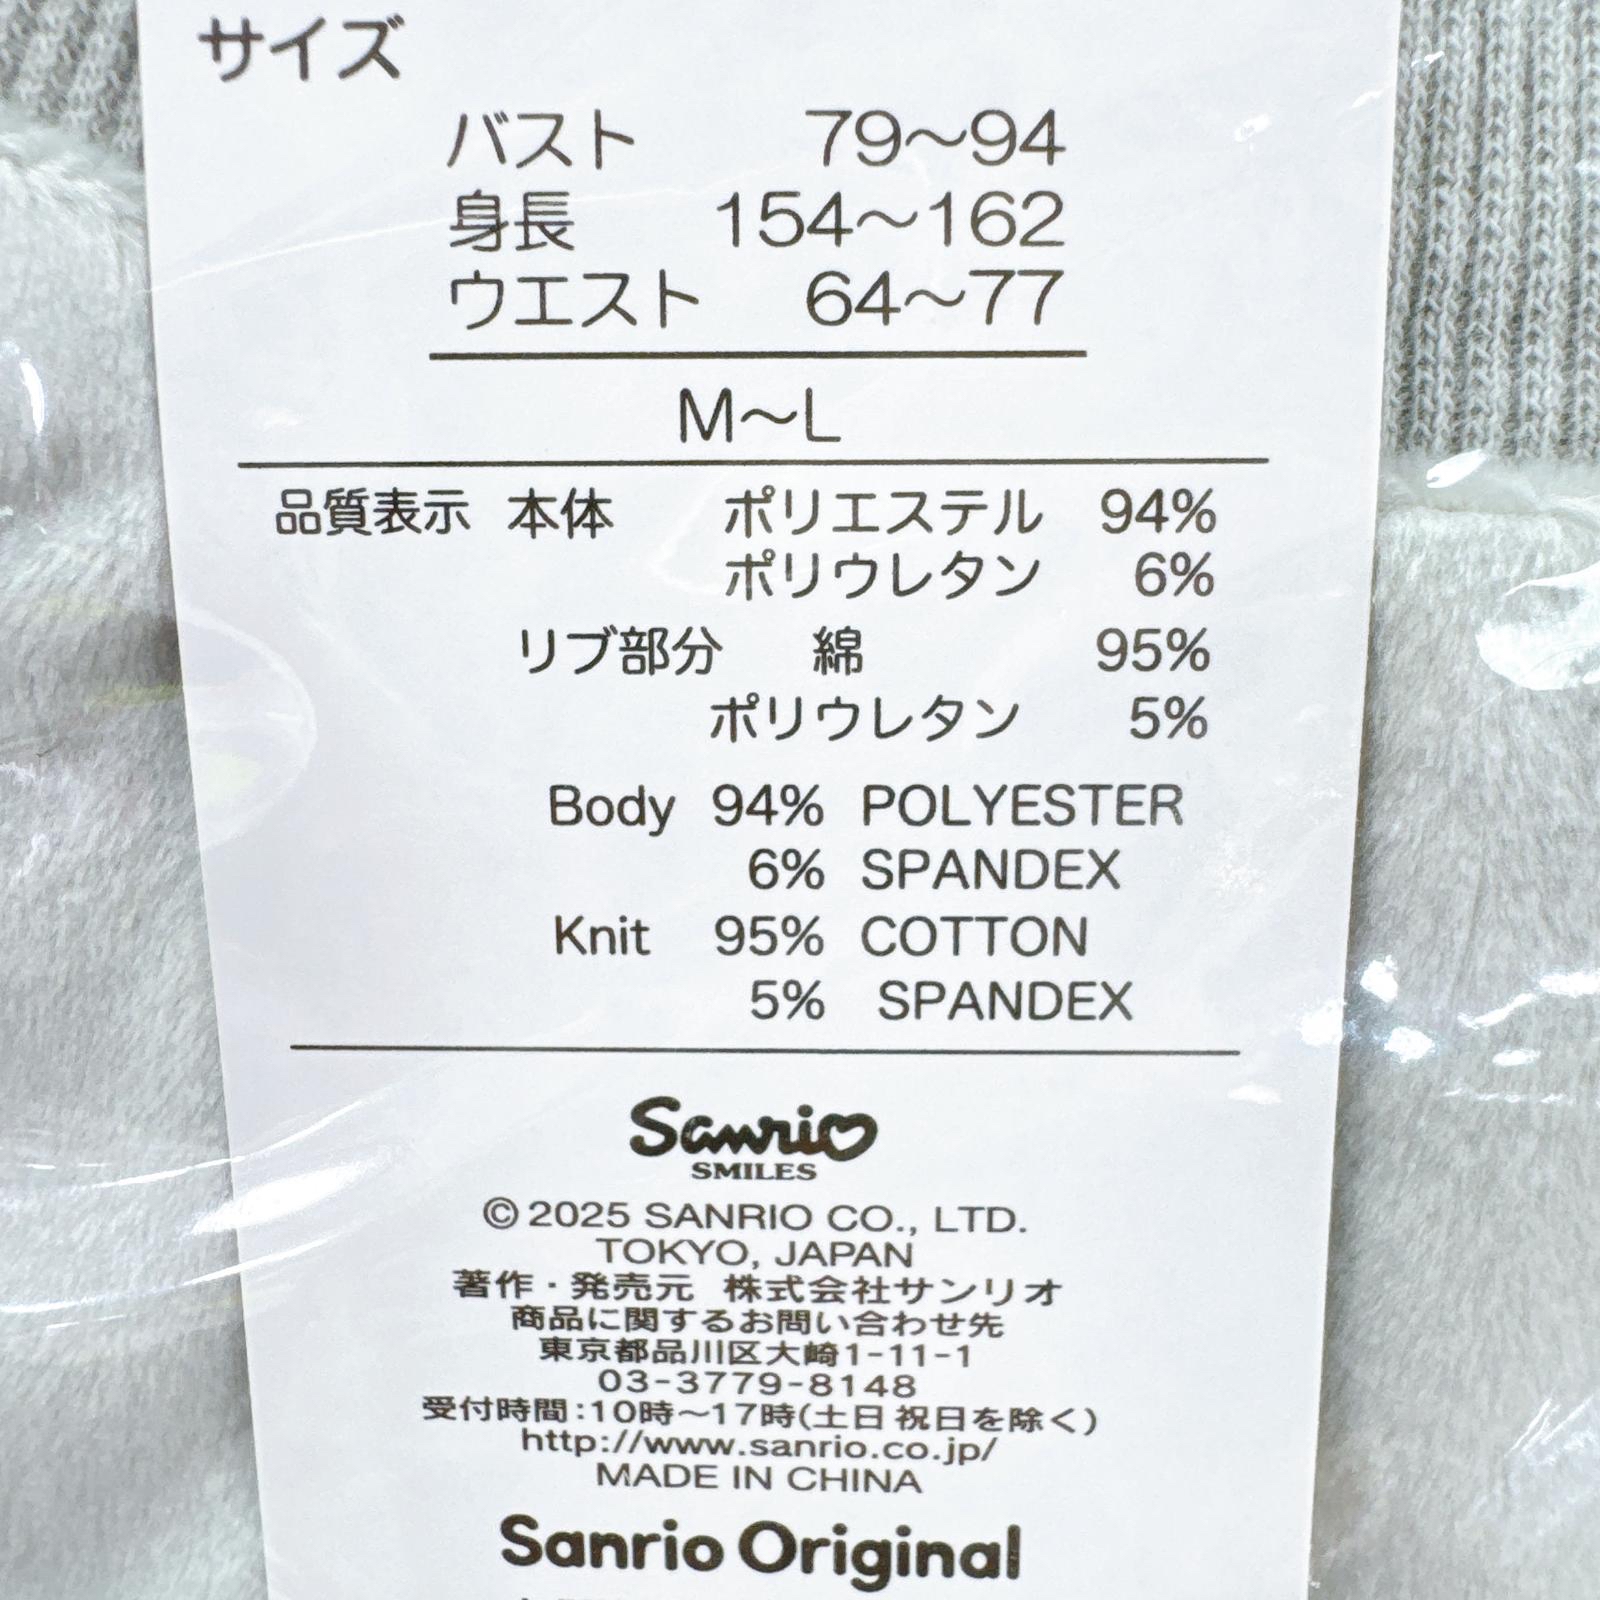 サイズ
バスト 79〜94
身長 154〜162
ウエスト 64〜77
M〜L
品質表示 本体 ポリエステル 94%
ポリウレタン 6%
リブ部分 綿 95%
ポリウレタン 5%
Body 94% POLYESTER
6% SPANDEX
Knit 95% COTTON
5% SPANDEX
Sanrio
SMILES
© 2025 SANRIO CO., LTD.
TOKYO, JAPAN
著作・発売元 株式会社サンリオ
商品に関するお問い合わせ先
東京都品川区大崎1-11-1
03-3779-8148
受付時間:10時〜17時(土日祝日を除く)
http://www.sanrio.co.jp/
MADE IN CHINA
Sanrio Original